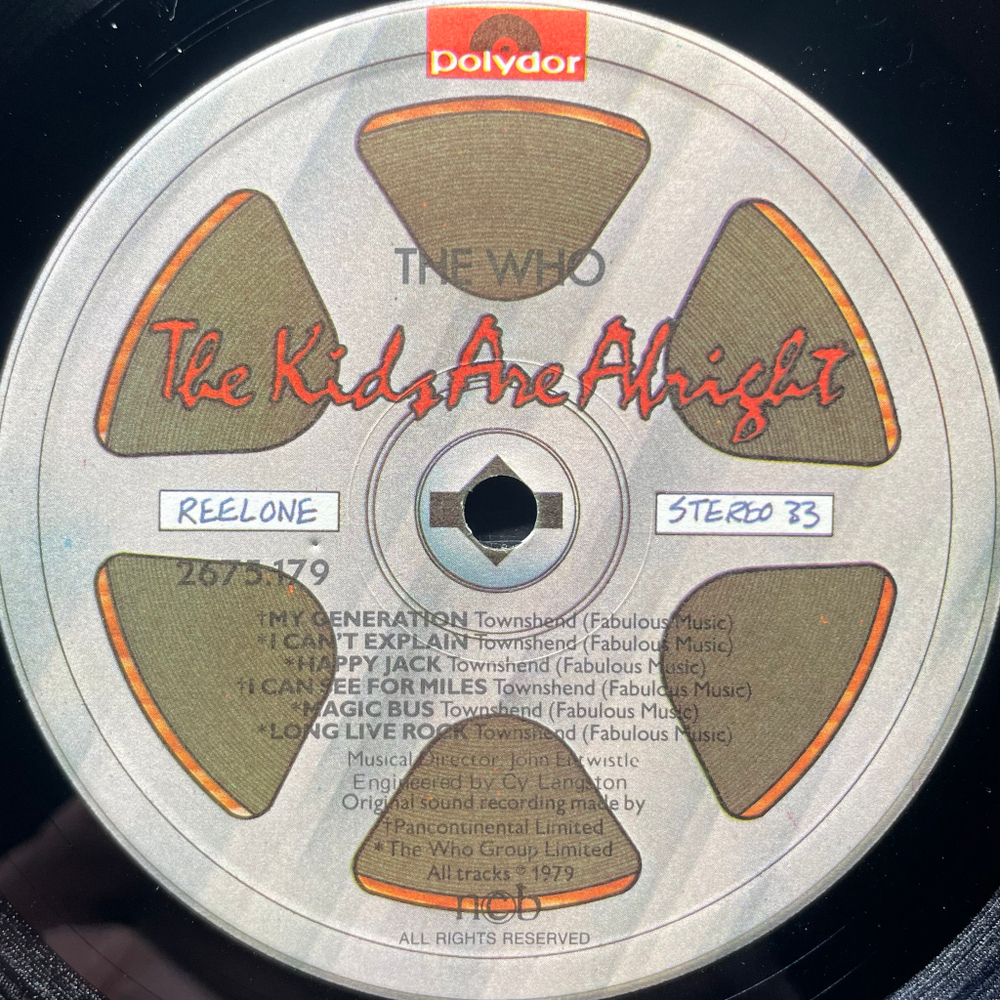 polydor
THE WHO
The Kids Are Alright
REEL ONE
STEREO 33
2675.179
†MY GENERATION Townshend (Fabulous Music)
*I CAN'T EXPLAIN Townshend (Fabulous Music)
*HAPPY JACK Townshend (Fabulous Music)
†I CAN SEE FOR MILES Townshend (Fabulous Music)
*MAGIC BUS Townshend (Fabulous Music)
*LONG LIVE ROCK Townshend (Fabulous Music)
Musical Director: John Entwistle
Engineered by Cy Langston
Original sound recording made by
†Pancontinental Limited
*The Who Group Limited
All tracks ℗ 1979
n©b
ALL RIGHTS RESERVED